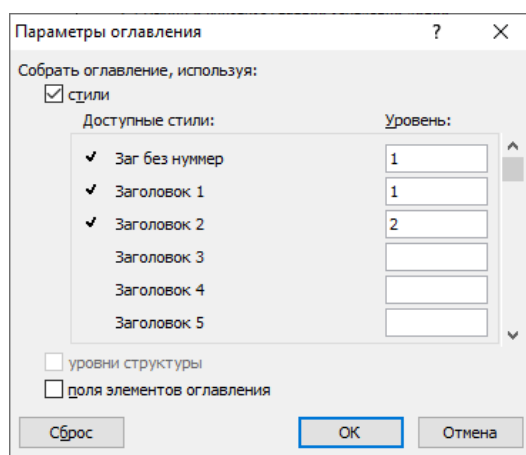 Параметры оглавления ? ×
Собрать оглавление, используя:
стили
Доступные стили: Уровень:
Заг без нуммер 1
Заголовок 1 1
Заголовок 2 2
Заголовок 3
Заголовок 4
Заголовок 5
уровни структуры
поля элементов оглавления
Сброс ОК Отмена